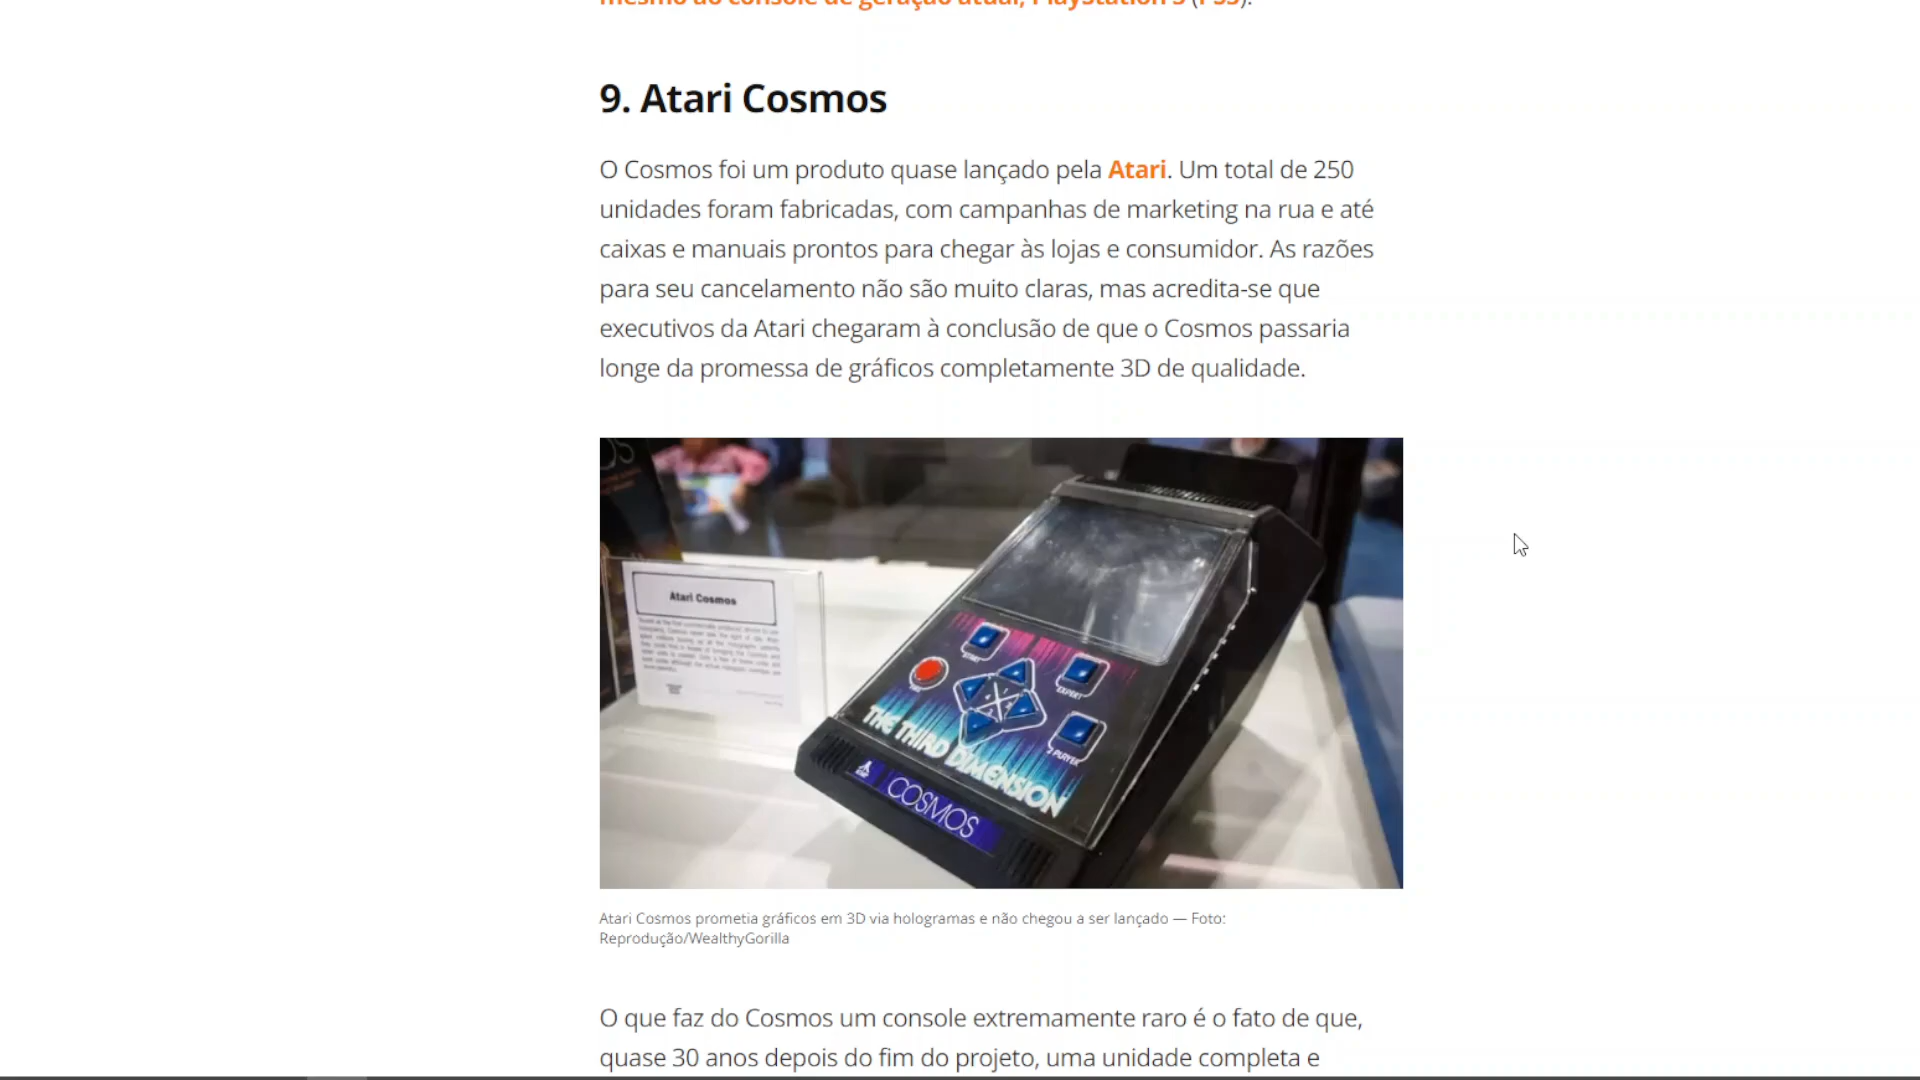 mesmo ao console de geração atual, PlayStation 5 (PS5).
9. Atari Cosmos
O Cosmos foi um produto quase lançado pela Atari. Um total de 250
unidades foram fabricadas, com campanhas de marketing na rua e até
caixas e manuais prontos para chegar às lojas e consumidor. As razões
para seu cancelamento não são muito claras, mas acredita-se que
executivos da Atari chegaram à conclusão de que o Cosmos passaria
longe da promessa de gráficos completamente 3D de qualidade.
Atari Cosmos
START
EXPERT
FIRE
2 PLAYER
THE THIRD DIMENSION
COSMOS
Atari Cosmos prometia gráficos em 3D via hologramas e não chegou a ser lançado — Foto:
Reprodução/WealthyGorilla
O que faz do Cosmos um console extremamente raro é o fato de que,
quase 30 anos depois do fim do projeto, uma unidade completa e